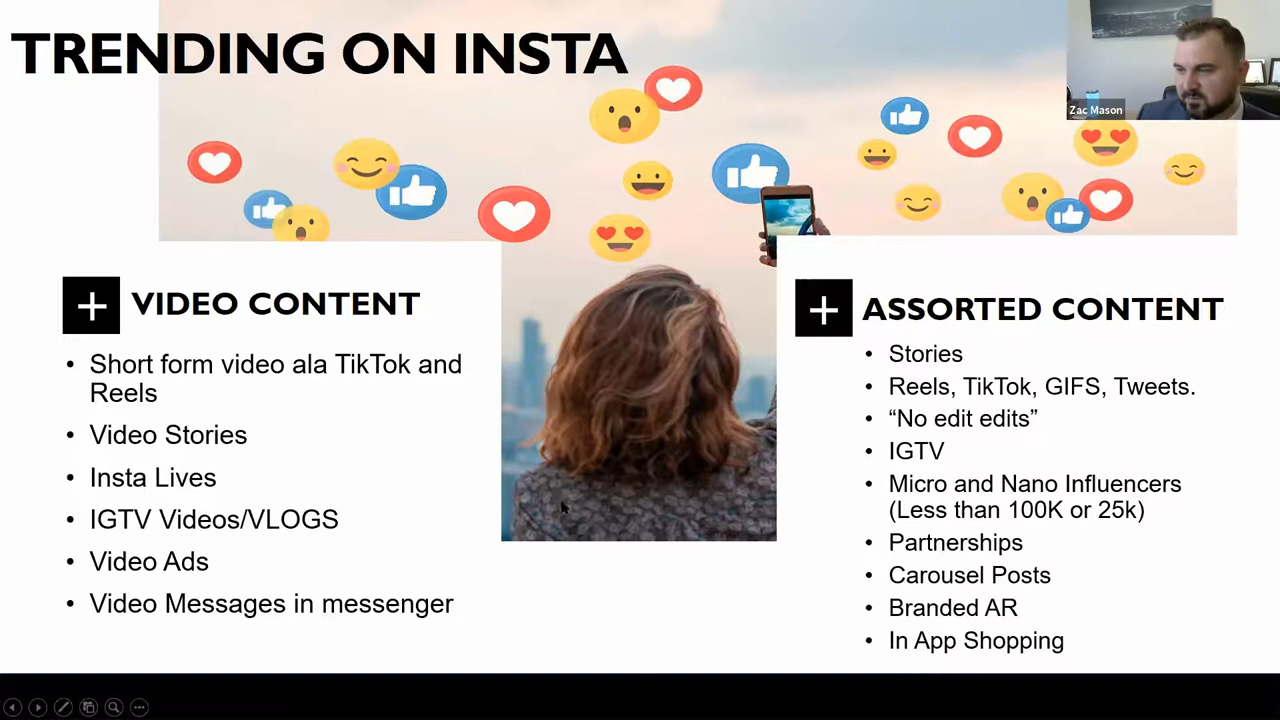 TRENDING ON INSTA
Zac Mason
VIDEO CONTENT
• Short form video ala TikTok and
Reels
• Video Stories
• Insta Lives
• IGTV Videos/VLOGS
• Video Ads
• Video Messages in messenger
ASSORTED CONTENT
• Stories
• Reels, TikTok, GIFS, Tweets.
• “No edit edits”
• IGTV
• Micro and Nano Influencers
(Less than 100K or 25k)
• Partnerships
• Carousel Posts
• Branded AR
• In App Shopping